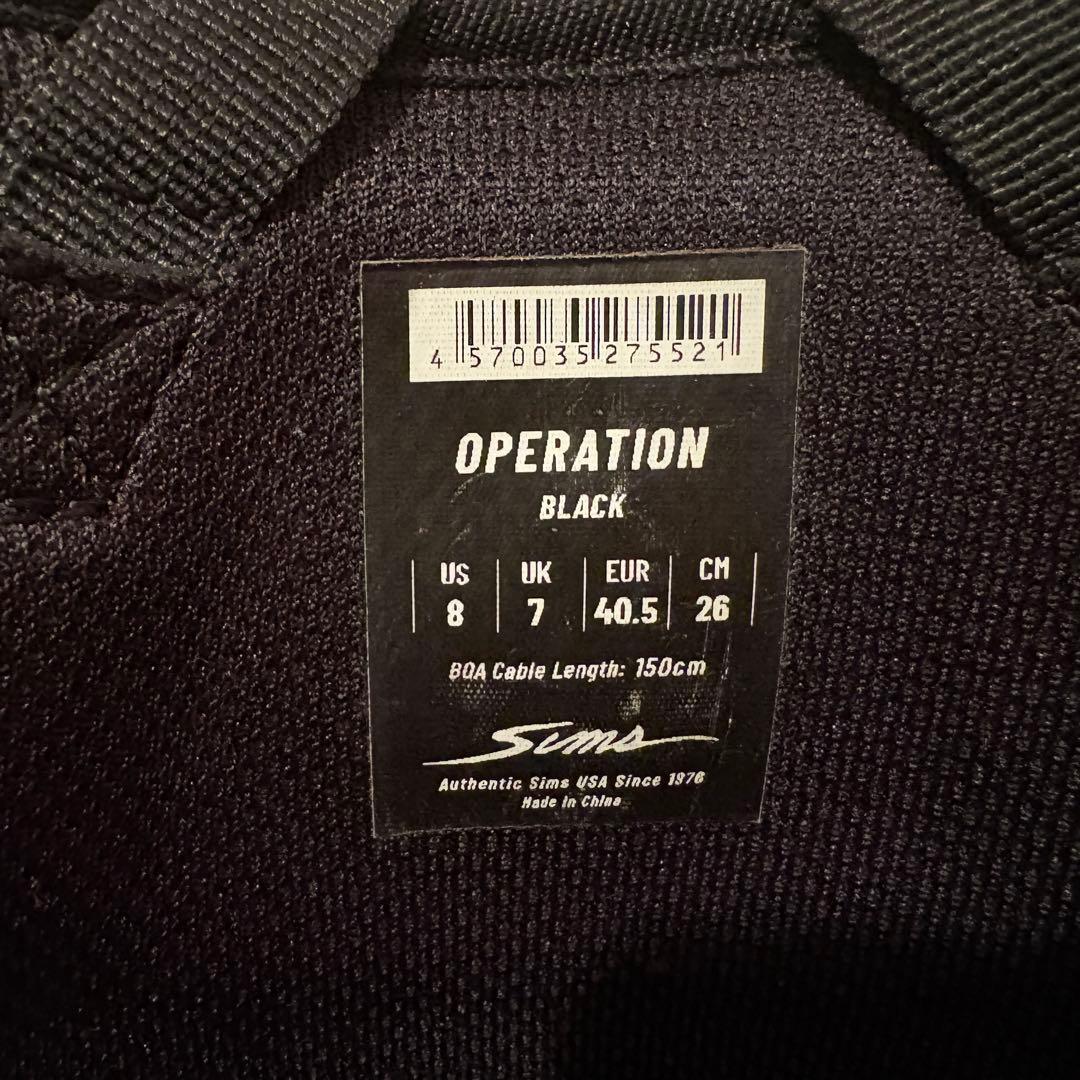 4 570035 275521
OPERATION
BLACK
US UK EUR CM
8 7 40.5 26
BOA Cable Length: 150cm
Sims
Authentic Sims USA Since 1976
Made in China